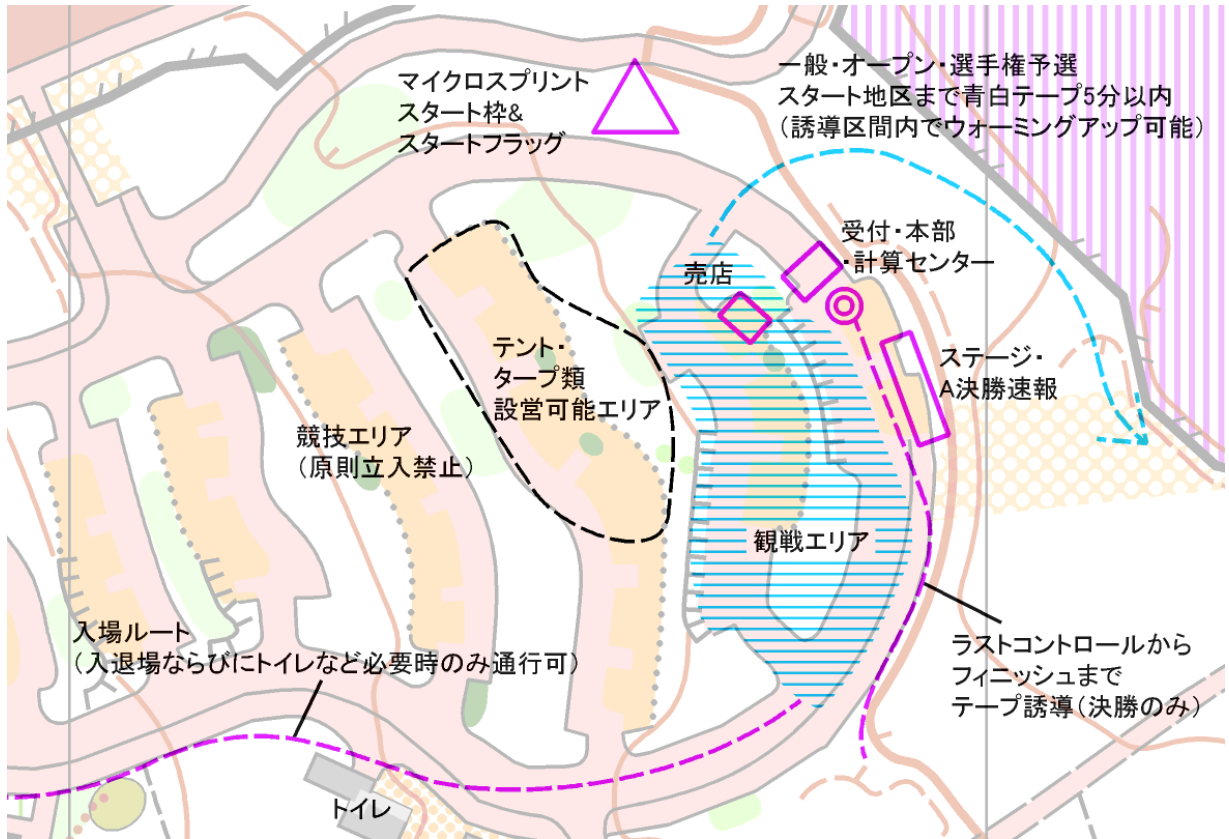 マイクロスプリント
スタート枠&
スタートフラッグ
一般・オープン・選手権予選
スタート地区まで青白テープ5分以内
（誘導区間内でウォーミングアップ可能）
受付・本部
・計算センター
売店
テント・
タープ類
設営可能エリア
ステージ・
A決勝速報
競技エリア
（原則立入禁止）
観戦エリア
入場ルート
（入退場ならびにトイレなど必要時のみ通行可）
ラストコントロールから
フィニッシュまで
テープ誘導（決勝のみ）
トイレ